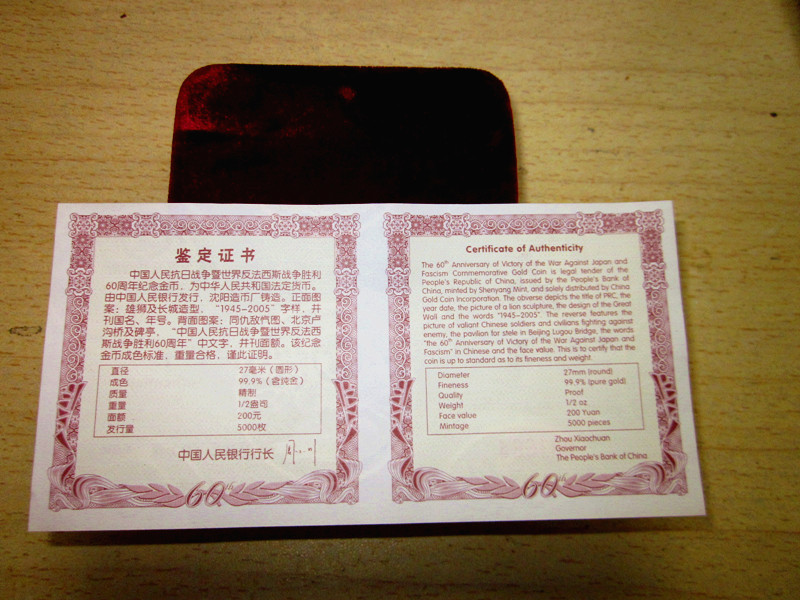 鉴定证书
中国人民抗日战争暨世界反法西斯战争胜利
60周年纪念金币,为中华人民共和国法定货币。
由中国人民银行发行,沈阳造币厂铸造。正面图
案:雄狮及长城造型,“1945-2005”字样,并
刊国名、年号。背面图案:同仇敌忾图、北京卢
沟桥及碑亭,“中国人民抗日战争暨世界反法西
斯战争胜利60周年”中文字,并刊面额。该纪念
金币成色标准,重量合格,谨此证明。
直径 27毫米(圆形)
成色 99.9%(含纯金)
质量 精制
重量 1/2盎司
面额 200元
发行量 5000枚
中国人民银行行长
60th
Certificate of Authenticity
The 60th Anniversary of Victory of the War Against Japan and
Fascism Commemorative Gold Coin is legal tender of the
People's Republic of China, issued by the People's Bank of
China, minted by Shenyang Mint, and solely distributed by China
Gold Coin Incorporation. The obverse depicts the title of PRC, the
year date, the picture of a lion sculpture, the design of the Great
Wall and the words "1945-2005". The reverse features the
picture of valiant Chinese soldiers and civilians fighting against
enemy, the pavilion for stele in Beijing Lugou Bridge, the words
"the 60th Anniversary of Victory of the War Against Japan and
Fascism" in Chinese and the face value. This is to certify that the
coin is up to standard as to its fineness and weight.
Diameter 27mm (round)
Fineness 99.9% (pure gold)
Quality Proof
Weight 1/2 oz
Face value 200 Yuan
Mintage 5000 pieces
Zhou Xiaochuan
Governor
The People's Bank of China
60th